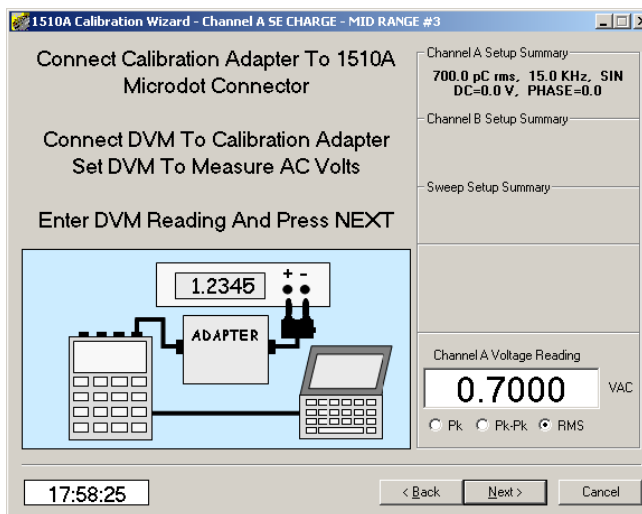 1510A Calibration Wizard - Channel A SE CHARGE - MID RANGE #3
Connect Calibration Adapter To 1510A
Microdot Connector
Connect DVM To Calibration Adapter
Set DVM To Measure AC Volts
Enter DVM Reading And Press NEXT
1.2345
+ -
ADAPTER
Channel A Setup Summary
700.0 pC rms, 15.0 KHz, SIN
DC=0.0 V, PHASE=0.0
Channel B Setup Summary
Sweep Setup Summary
Channel A Voltage Reading
0.7000 VAC
Pk Pk-Pk RMS
17:58:25
< Back Next > Cancel